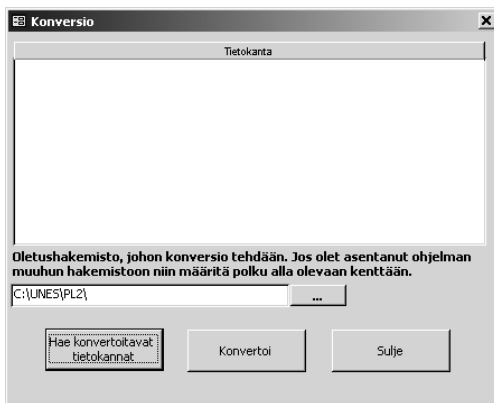 Konversio
Tietokanta
Oletushakemisto, johon konversio tehdään. Jos olet asentanut ohjelman
muuhun hakemistoon niin määritä polku alla olevaan kenttään.
C:\UNES\PL2\
...
Hae konvertoitavat
tietokannat
Konvertoi
Sulje